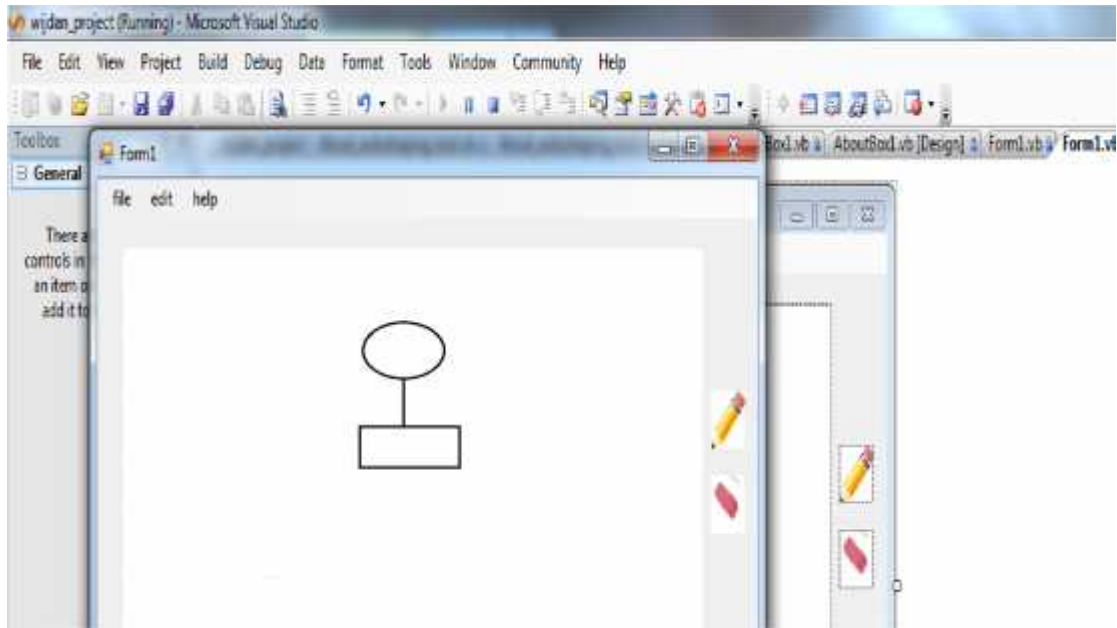 wijdan_project (Running) - Microsoft Visual Studio
File Edit View Project Build Debug Data Format Tools Window Community Help
Toolbox
Form1
Box1.vb AboutBox1.vb [Design] Form1.vb Form1.vb
General
file edit help
There a
controls in
an item o
add it to